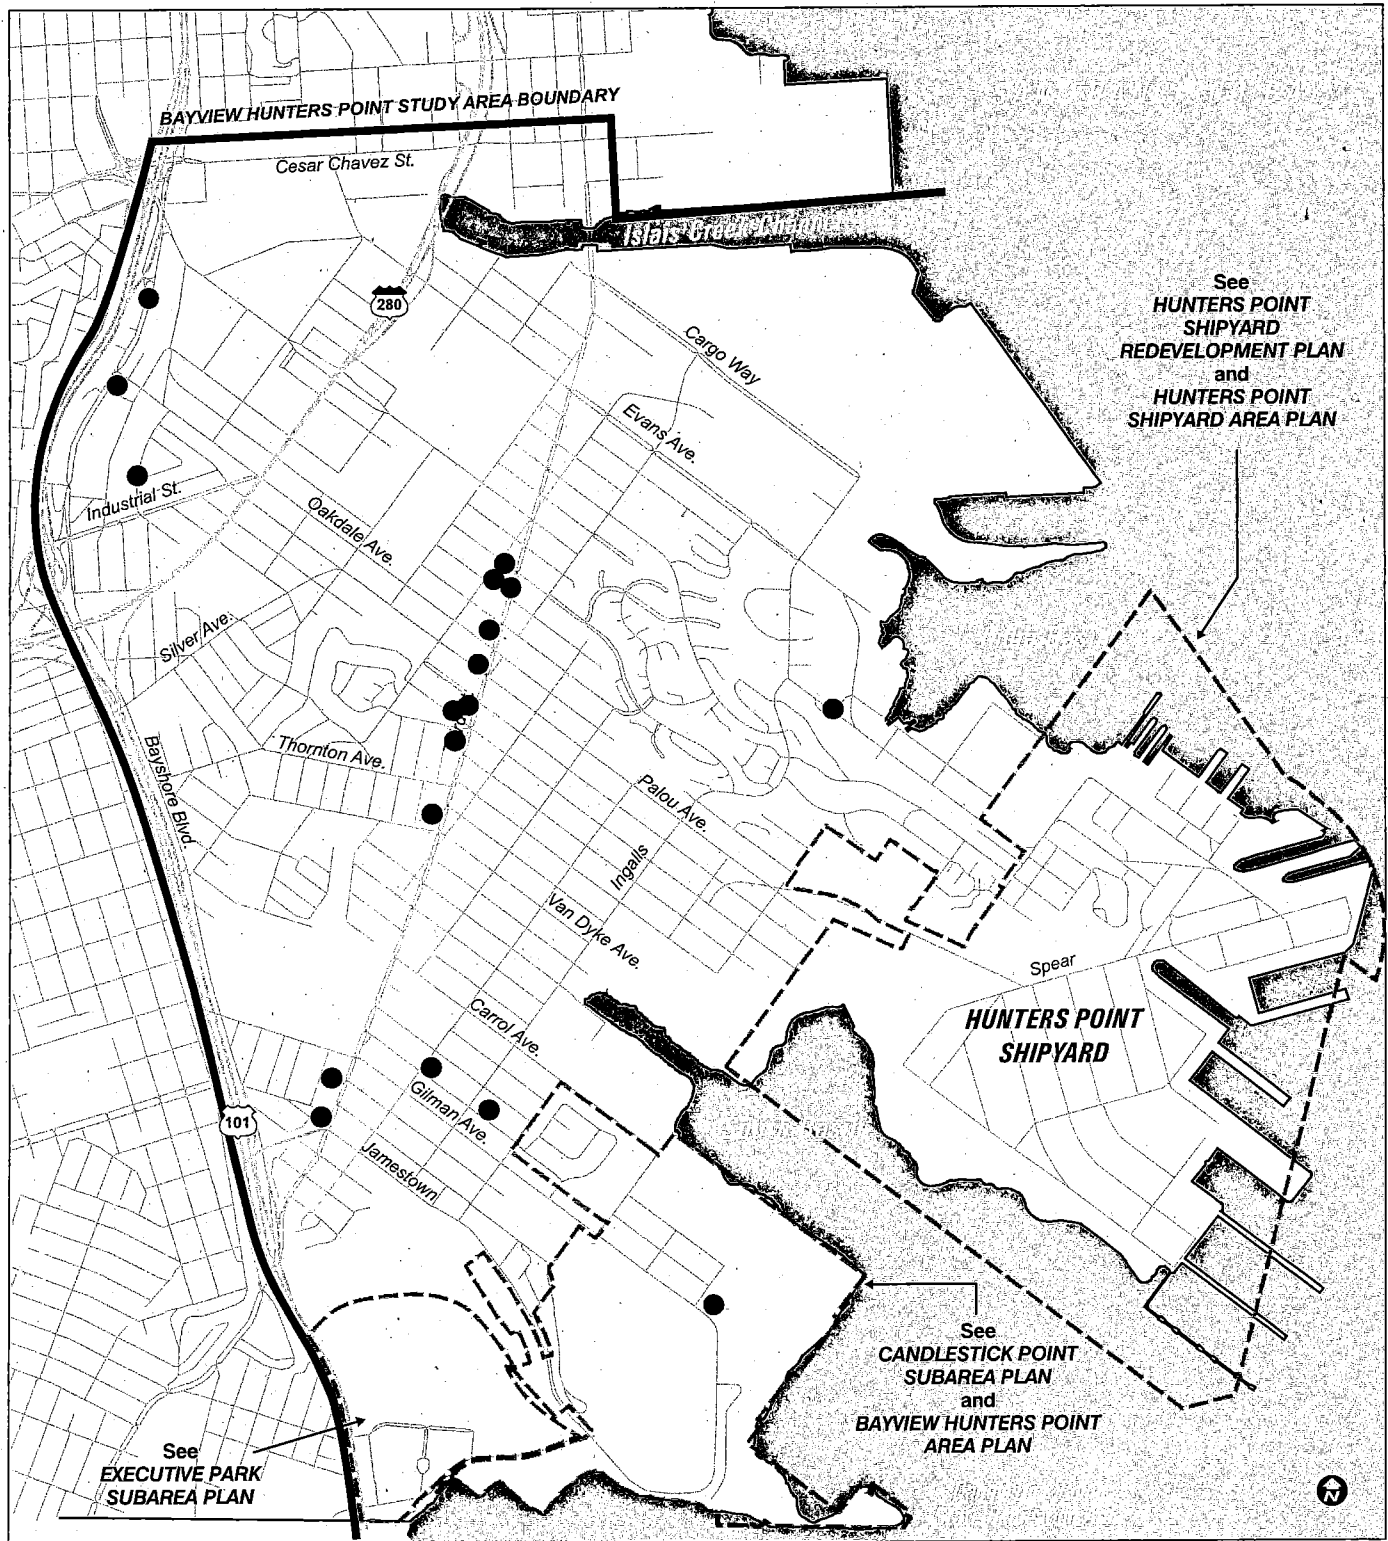 BAYVIEW HUNTERS POINT STUDY AREA BOUNDARY
Cesar Chavez St.
Islais Creek Channel
280
See
HUNTERS POINT
SHIPYARD
REDEVELOPMENT PLAN
and
HUNTERS POINT
SHIPYARD AREA PLAN
Cargo Way
Evans Ave.
Industrial St.
Oakdale Ave.
Silver Ave.
Thornton Ave.
Bayshore Blvd.
Palou Ave.
Ingalls
Van Dyke Ave.
Spear
HUNTERS POINT
SHIPYARD
Carrol Ave.
Gilman Ave.
101
Jamestown
See
CANDLESTICK POINT
SUBAREA PLAN
and
BAYVIEW HUNTERS POINT
AREA PLAN
See
EXECUTIVE PARK
SUBAREA PLAN
N